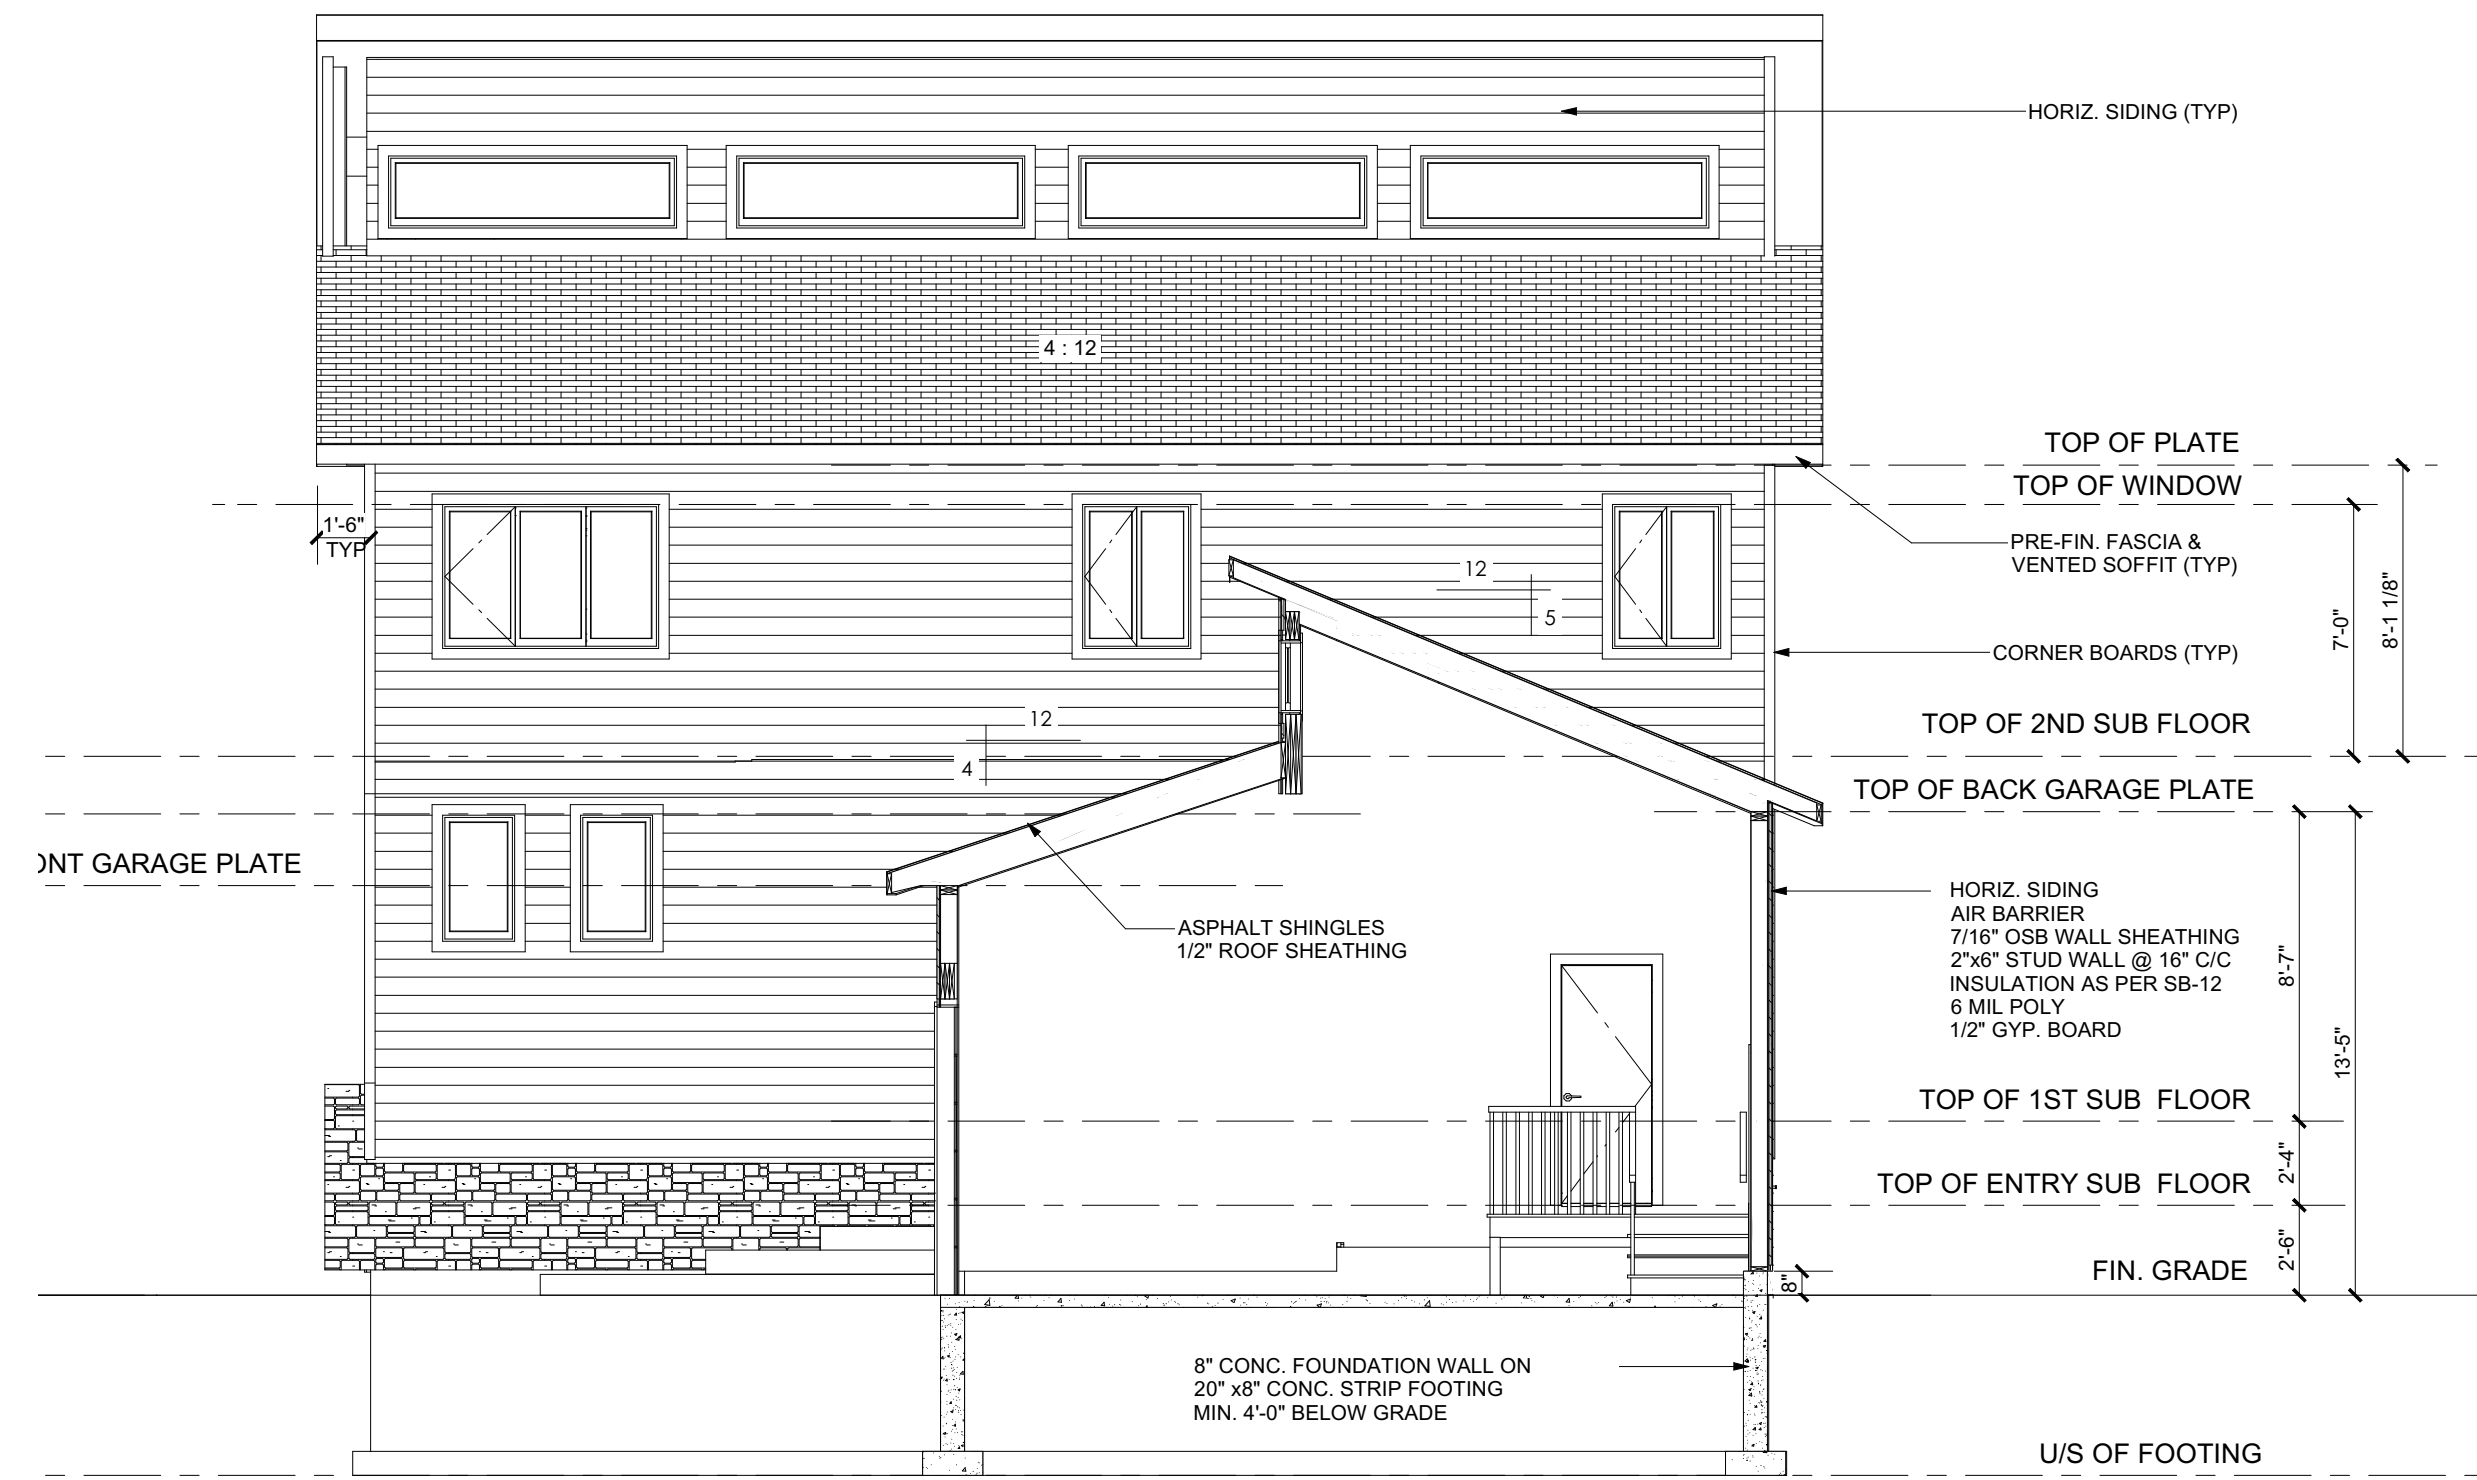 HORIZ. SIDING (TYP)
4 : 12
TOP OF PLATE
TOP OF WINDOW
1'-6"
TYP
PRE-FIN. FASCIA &
VENTED SOFFIT (TYP)
12
5
7'-0"
8'-1 1/8"
CORNER BOARDS (TYP)
12
4
TOP OF 2ND SUB FLOOR
TOP OF BACK GARAGE PLATE
ONT GARAGE PLATE
ASPHALT SHINGLES
1/2" ROOF SHEATHING
HORIZ. SIDING
AIR BARRIER
7/16" OSB WALL SHEATHING
2"x6" STUD WALL @ 16" C/C
INSULATION AS PER SB-12
6 MIL POLY
1/2" GYP. BOARD
8'-7"
13'-5"
TOP OF 1ST SUB FLOOR
2'-4"
TOP OF ENTRY SUB FLOOR
2'-6"
FIN. GRADE
8"
8" CONC. FOUNDATION WALL ON
20" x8" CONC. STRIP FOOTING
MIN. 4'-0" BELOW GRADE
U/S OF FOOTING